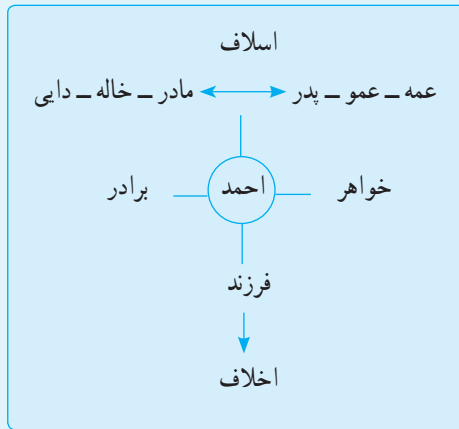 اسلاف
عمه ـ عمو ـ پدر مادر ـ خاله ـ دایی
خواهر احمد برادر
فرزند
اخلاف